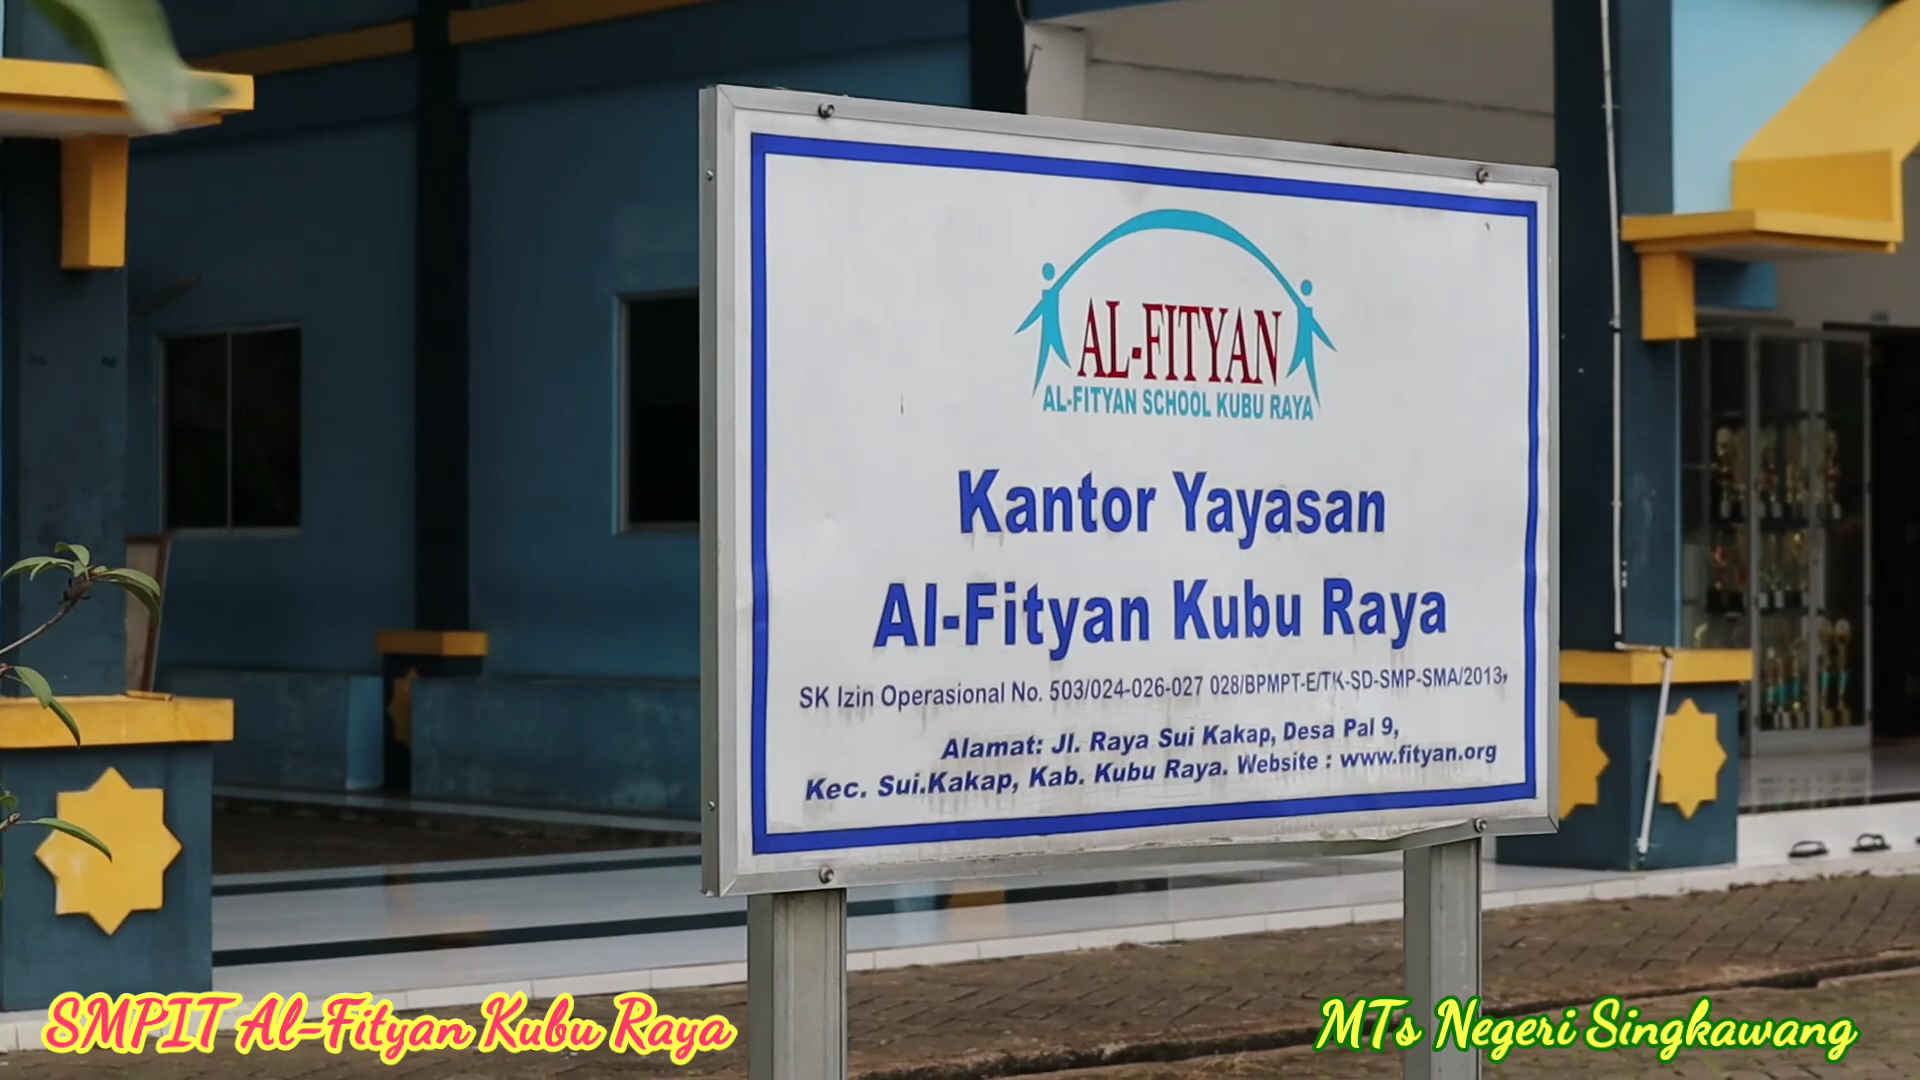 AL-FITYAN
AL-FITYAN SCHOOL KUBU RAYA
Kantor Yayasan
Al-Fityan Kubu Raya
SK Izin Operasional No. 503/024-026-027 028/BPMPT-E/TK-SD-SMP-SMA/2013,
Alamat: Jl. Raya Sui Kakap, Desa Pal 9,
Kec. Sui.Kakap, Kab. Kubu Raya. Website : www.fityan.org
SMPIT Al-Fityan Kubu Raya
MTs Negeri Singkawang